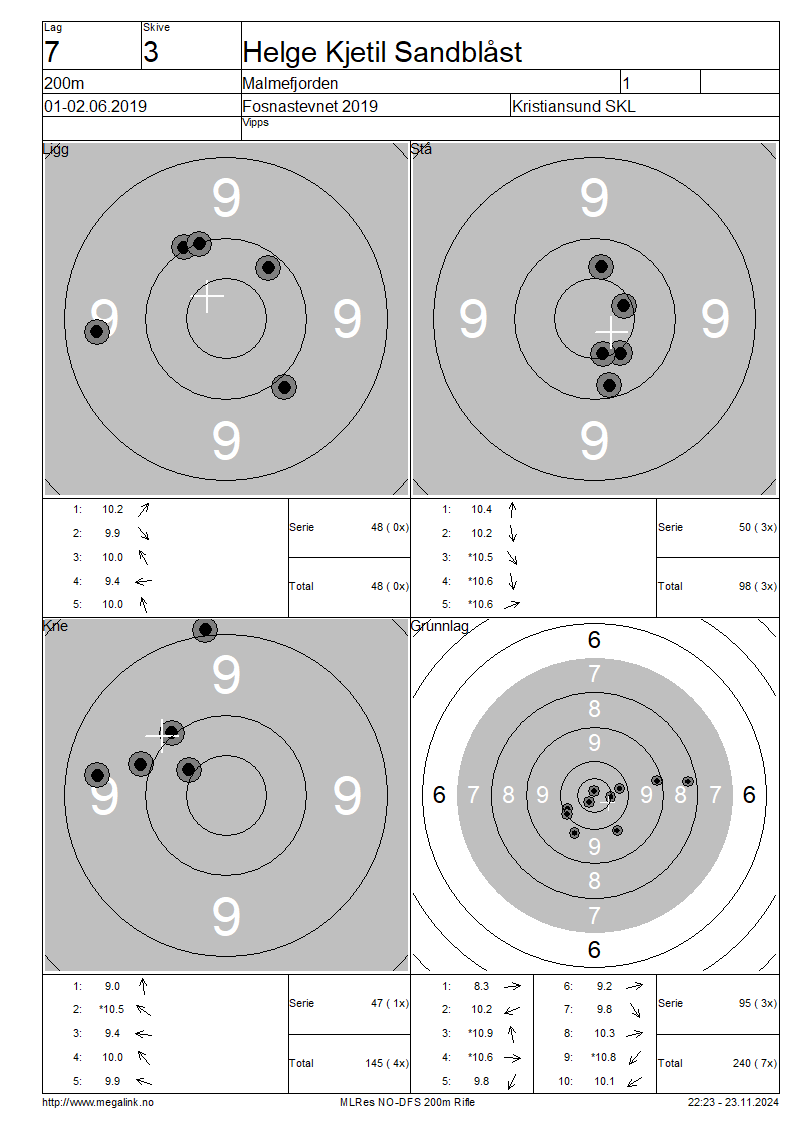 Lag
Skive
7
3
Helge Kjetil Sandblåst
200m
Malmefjorden
1
01-02.06.2019
Fosnastevnet 2019
Kristiansund SKL
Vipps
Ligg
9
9
9
9
Stå
9
9
9
9
1: 10.2
2: 9.9
3: 10.0
4: 9.4
5: 10.0
Serie 48 ( 0x)
Total 48 ( 0x)
1: 10.4
2: 10.2
3: *10.5
4: *10.6
5: *10.6
Serie 50 ( 3x)
Total 98 ( 3x)
Kne
9
9
9
9
Grunnlag
6
7
8
9
6 7 8 9 9 8 7 6
9
8
7
6
1: 9.0
2: *10.5
3: 9.4
4: 10.0
5: 9.9
Serie 47 ( 1x)
Total 145 ( 4x)
1: 8.3
2: 10.2
3: *10.9
4: *10.6
5: 9.8
6: 9.2
7: 9.8
8: 10.3
9: *10.8
10: 10.1
Serie 95 ( 3x)
Total 240 ( 7x)
http://www.megalink.no
MLRes NO-DFS 200m Rifle
22:23 - 23.11.2024